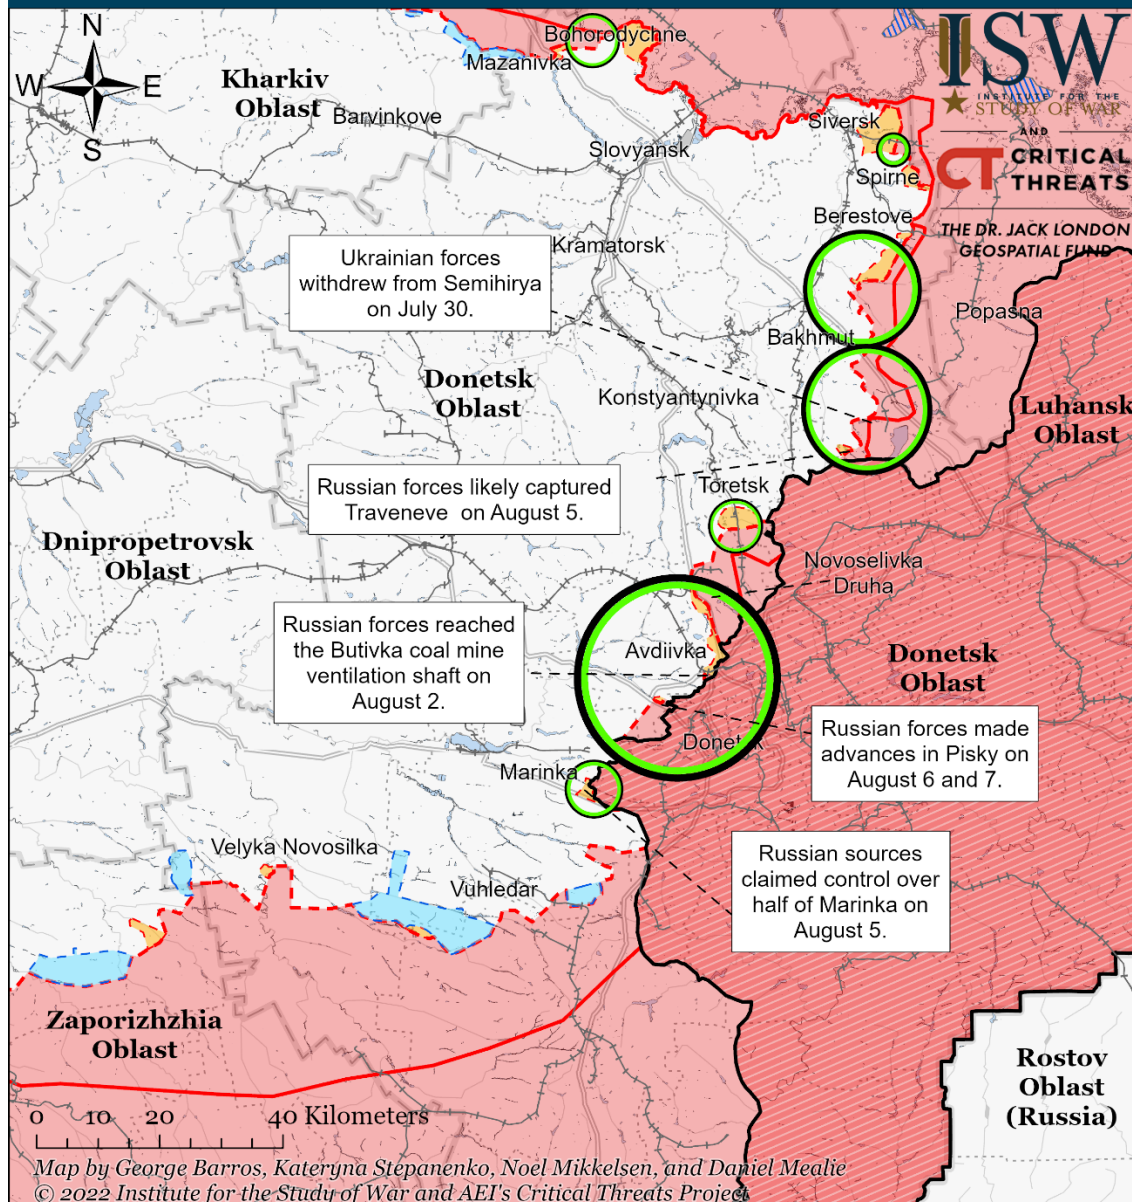 N
W E
S
ISW
INSTITUTE FOR THE
STUDY OF WAR
AND
CT CRITICAL
THREATS
THE DR. JACK LONDON
GEOSPATIAL FUND
Bohorodychne
Mazanivka
Kharkiv
Oblast
Barvinkove
Slovyansk
Siversk
Spirne
Berestove
Kramatorsk
Ukrainian forces
withdrew from Semihirya
on July 30.
Popasna
Bakhmut
Donetsk
Oblast
Konstyantynivka
Luhansk
Oblast
Russian forces likely captured
Traveneve on August 5.
Toretsk
Dnipropetrovsk
Oblast
Novoselivka
Druha
Russian forces reached
the Butivka coal mine
ventilation shaft on
August 2.
Avdiivka
Donetsk
Oblast
Donetsk
Russian forces made
advances in Pisky on
August 6 and 7.
Marinka
Velyka Novosilka
Vuhledar
Russian sources
claimed control over
half of Marinka on
August 5.
Zaporizhzhia
Oblast
Rostov
Oblast
(Russia)
0 10 20 40 Kilometers
Map by George Barros, Kateryna Stepanenko, Noel Mikkelsen, and Daniel Mealie
© 2022 Institute for the Study of War and AEI's Critical Threats Project